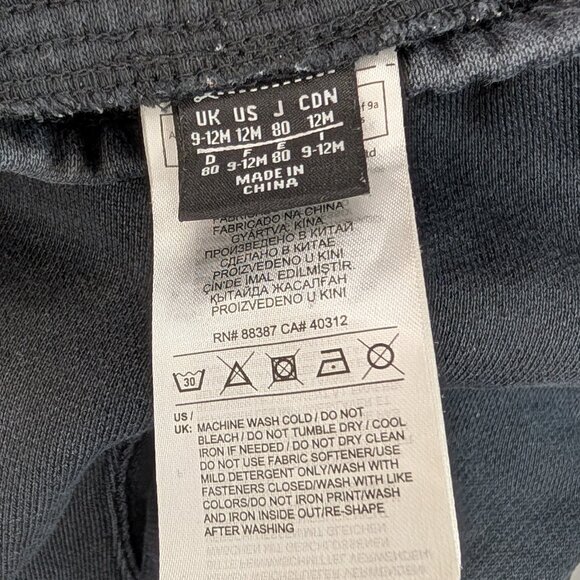 UK US J CDN
9-12M 12M 80 12M
D F E I
80 9-12M 80 9-12M
MADE IN
CHINA
FABRICADO NA CHINA
GYÁRTVA: KÍNA
ПРОИЗВЕДЕНО В КИТАЙ
СДЕЛАНО В КИТАЕ
PROIZVEDENO U KINI
ÇİN'DE İMAL EDİLMİŞTİR.
ҚЫТАЙДА ЖАСАЛҒАН
PROIZVEDENO U KINI
RN# 88387 CA# 40312
30
US /
UK: MACHINE WASH COLD / DO NOT
BLEACH / DO NOT TUMBLE DRY / COOL
IRON IF NEEDED / DO NOT DRY CLEAN
DO NOT USE FABRIC SOFTENER/USE
MILD DETERGENT ONLY/WASH WITH
FASTENERS CLOSED/WASH WITH LIKE
COLORS/DO NOT IRON PRINT/WASH
AND IRON INSIDE OUT/RE-SHAPE
AFTER WASHING